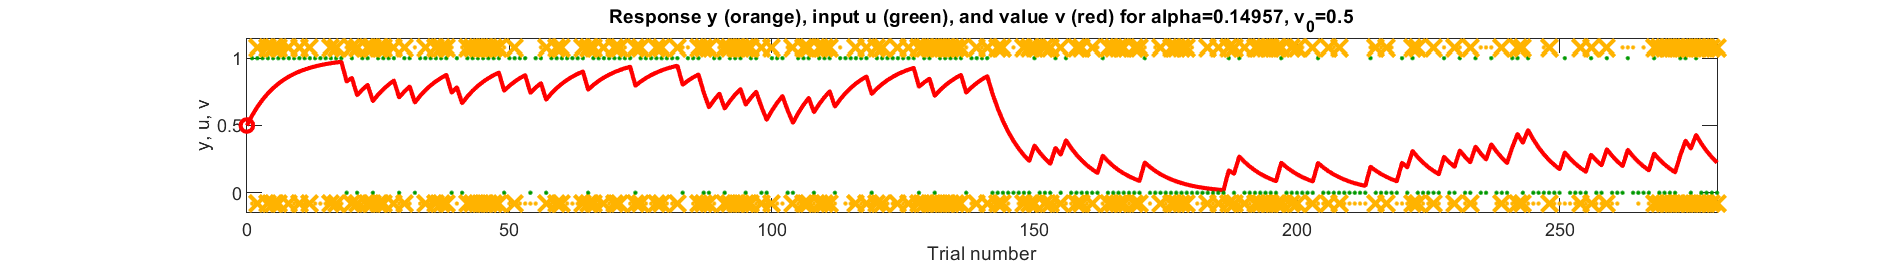 Response y (orange), input u (green), and value v (red) for alpha=0.14957, v0=0.5
y, u, v
1
0.5
0
0 50 100 150 200 250
Trial number